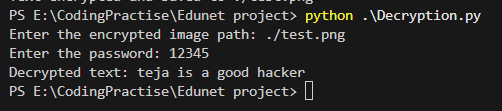 PS E:\CodingPractise\Edunet project> python .\Decryption.py
Enter the encrypted image path: ./test.png
Enter the password: 12345
Decrypted text: teja is a good hacker
PS E:\CodingPractise\Edunet project>